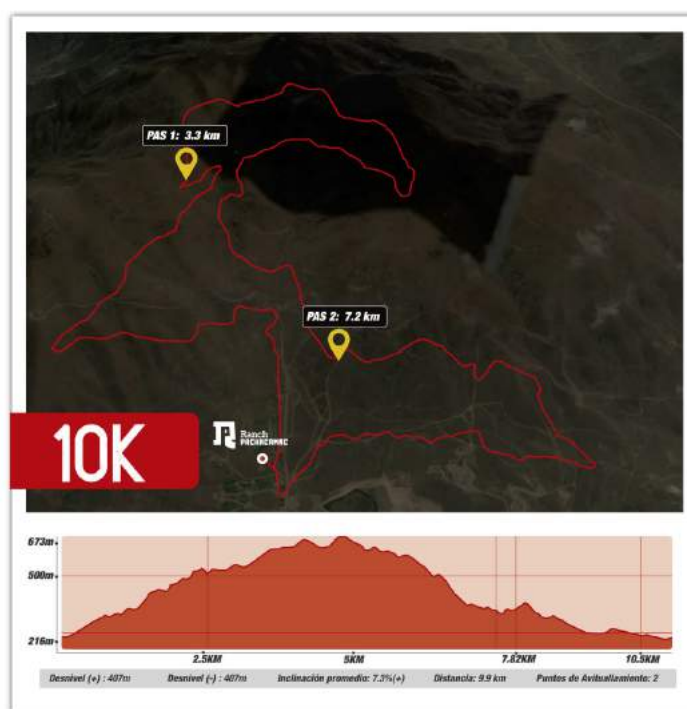 PAS 1: 3.3 km
PAS 2: 7.2 km
10K
Ranch
PACHACAMAC
673m
500m
216m
2.5KM 5KM 7.82KM 10.5KM
Desnivel (+) : 407m Desnivel (-) : 407m Inclinación promedio: 7.3%(+) Distancia: 9.9 km Puntos de Avituallamiento: 2